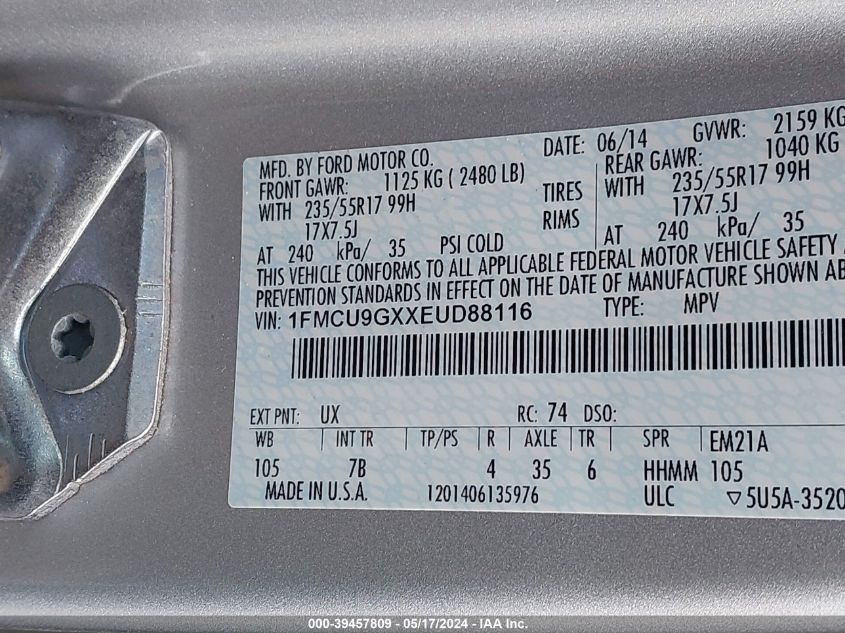 MFD. BY FORD MOTOR CO. DATE: 06/14 GVWR: 2159 KG
FRONT GAWR: 1125 KG ( 2480 LB) REAR GAWR: 1040 KG
WITH 235/55R17 99H TIRES WITH 235/55R17 99H
17X7.5J RIMS 17X7.5J
AT 240 kPa/ 35 PSI COLD AT 240 kPa/ 35
THIS VEHICLE CONFORMS TO ALL APPLICABLE FEDERAL MOTOR VEHICLE SAFETY
PREVENTION STANDARDS IN EFFECT ON THE DATE OF MANUFACTURE SHOWN AB
VIN: 1FMCU9GXXEUD88116 TYPE: MPV
EXT PNT: UX RC: 74 DSO:
WB INT TR TP/PS R AXLE TR SPR EM21A
105 7B 4 35 6 HHMM 105
MADE IN U.S.A. 1201406135976 ULC ▽5U5A-3520
000-39457809 - 05/17/2024 - IAA Inc.